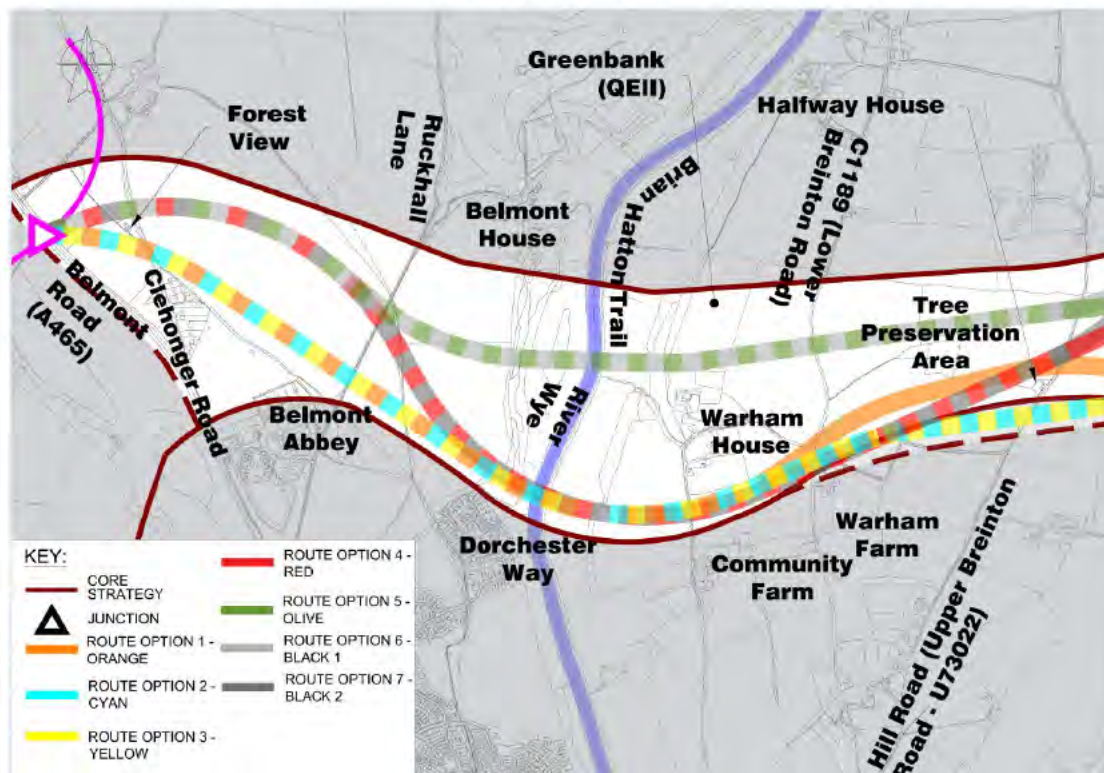 Greenbank
(QEII)
Halfway House
Forest
View
Ruckhall
Lane
Brian Hatton Trail
C1189 (Lower
Breinton Road)
Belmont
House
Belmont
Road
(A465)
Clehonger Road
Tree
Preservation
Area
River
Wye
Belmont
Abbey
Warham
House
Dorchester
Way
Warham
Farm
Community
Farm
Hill Road (Upper Breinton
Road - U73022)
KEY:
CORE
STRATEGY
JUNCTION
ROUTE OPTION 1 -
ORANGE
ROUTE OPTION 2 -
CYAN
ROUTE OPTION 3 -
YELLOW
ROUTE OPTION 4 -
RED
ROUTE OPTION 5 -
OLIVE
ROUTE OPTION 6 -
BLACK 1
ROUTE OPTION 7 -
BLACK 2